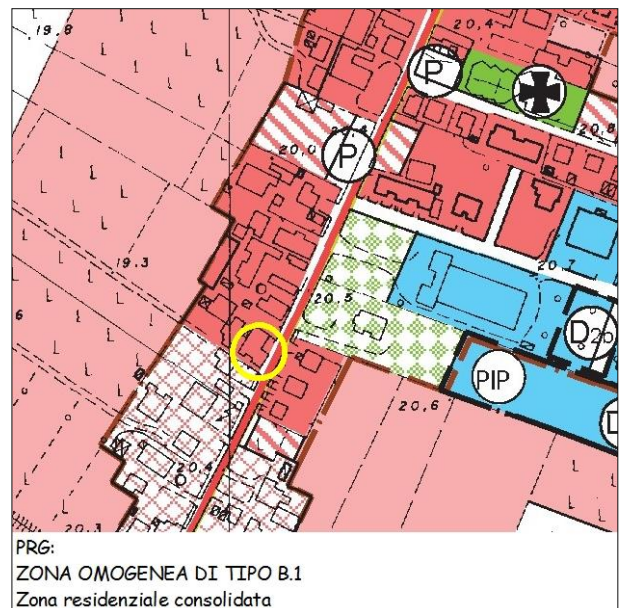 19.8
20.4
P
20.8
20.0
P
19.3
20.7
20.5
D2b
6
PIP
20.6
D
20.4
20.3
PRG:
ZONA OMOGENEA DI TIPO B.1
Zona residenziale consolidata